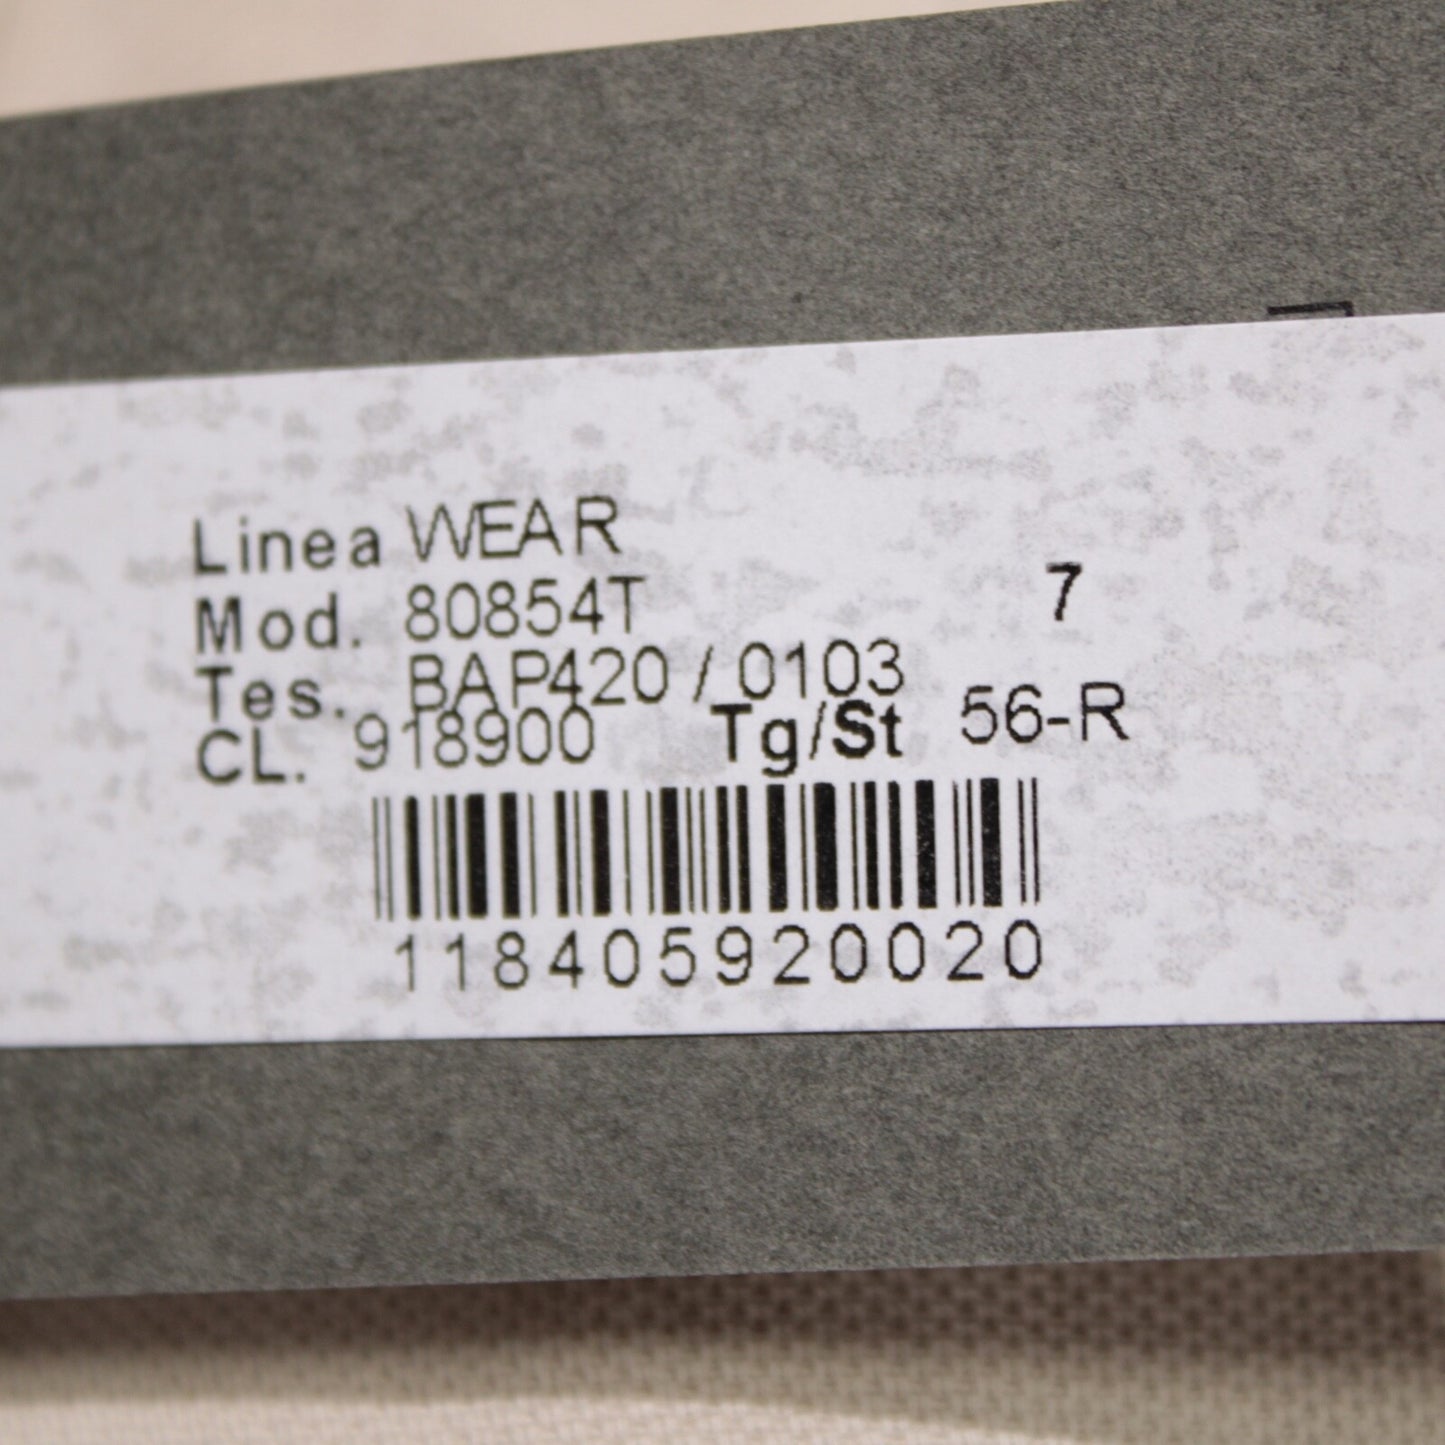 Linea WEAR
Mod. 80854T 7
Tes. BAP420 / 0103
CL. 918900 Tg/St 56-R
118405920020